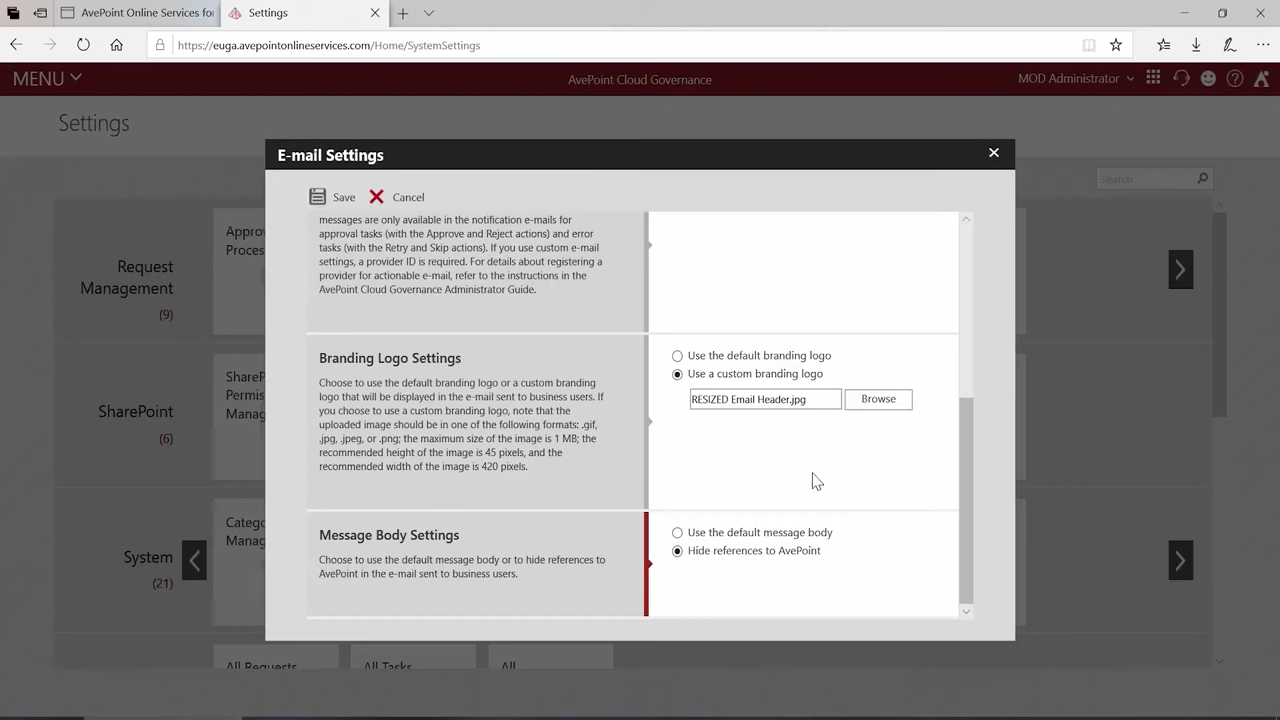 AvePoint Online Services for
Settings
https://euga.avepointonlineservices.com/Home/SystemSettings
MENU
AvePoint Cloud Governance
MOD Administrator
Settings
E-mail Settings
Search
Save
Cancel
messages are only available in the notification e-mails for
approval tasks (with the Approve and Reject actions) and error
tasks (with the Retry and Skip actions). If you use custom e-mail
settings, a provider ID is required. For details about registering a
provider for actionable e-mail, refer to the instructions in the
AvePoint Cloud Governance Administrator Guide.
Request
Management
(9)
Approv
Proces
Branding Logo Settings
Choose to use the default branding logo or a custom branding
logo that will be displayed in the e-mail sent to business users. If
you choose to use a custom branding logo, note that the
uploaded image should be in one of the following formats: .gif,
.jpg, .jpeg, or .png; the maximum size of the image is 1 MB; the
recommended height of the image is 45 pixels, and the
recommended width of the image is 420 pixels.
Use the default branding logo
Use a custom branding logo
RESIZED Email Header.jpg
Browse
SharePoint
(6)
ShareP
Permis
Manag
Message Body Settings
Choose to use the default message body or to hide references to
AvePoint in the e-mail sent to business users.
Use the default message body
Hide references to AvePoint
System
(21)
Catego
Manag
All Requests
All Tasks
All